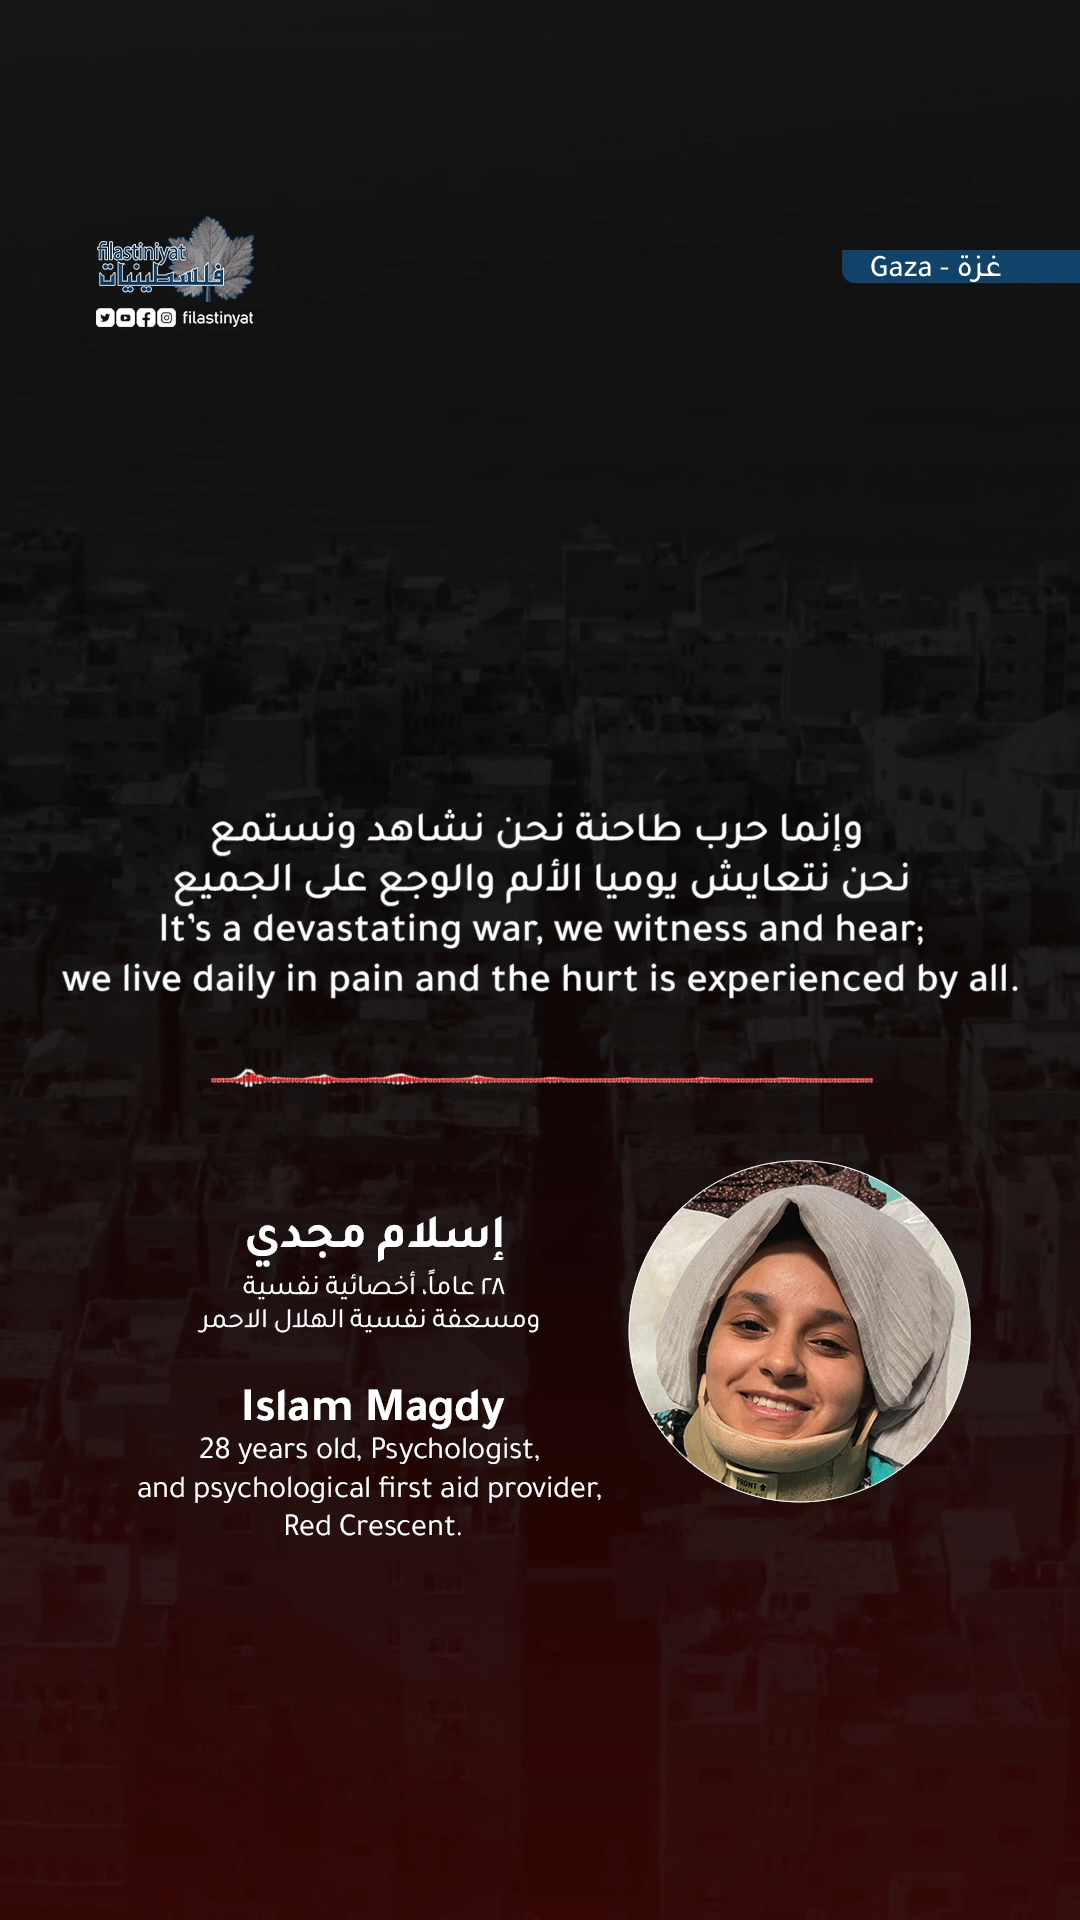 filastiniyat
فلسطينيات
filastinyat
Gaza - غزة
وإنما حرب طاحنة نحن نشاهد ونستمع
نحن نتعايش يوميا الألم والوجع على الجميع
It’s a devastating war, we witness and hear;
we live daily in pain and the hurt is experienced by all.
إسلام مجدي
٢٨ عاماً، أخصائية نفسية
ومسعفة نفسية الهلال الاحمر
Islam Magdy
28 years old, Psychologist,
and psychological first aid provider,
Red Crescent.
FRONT